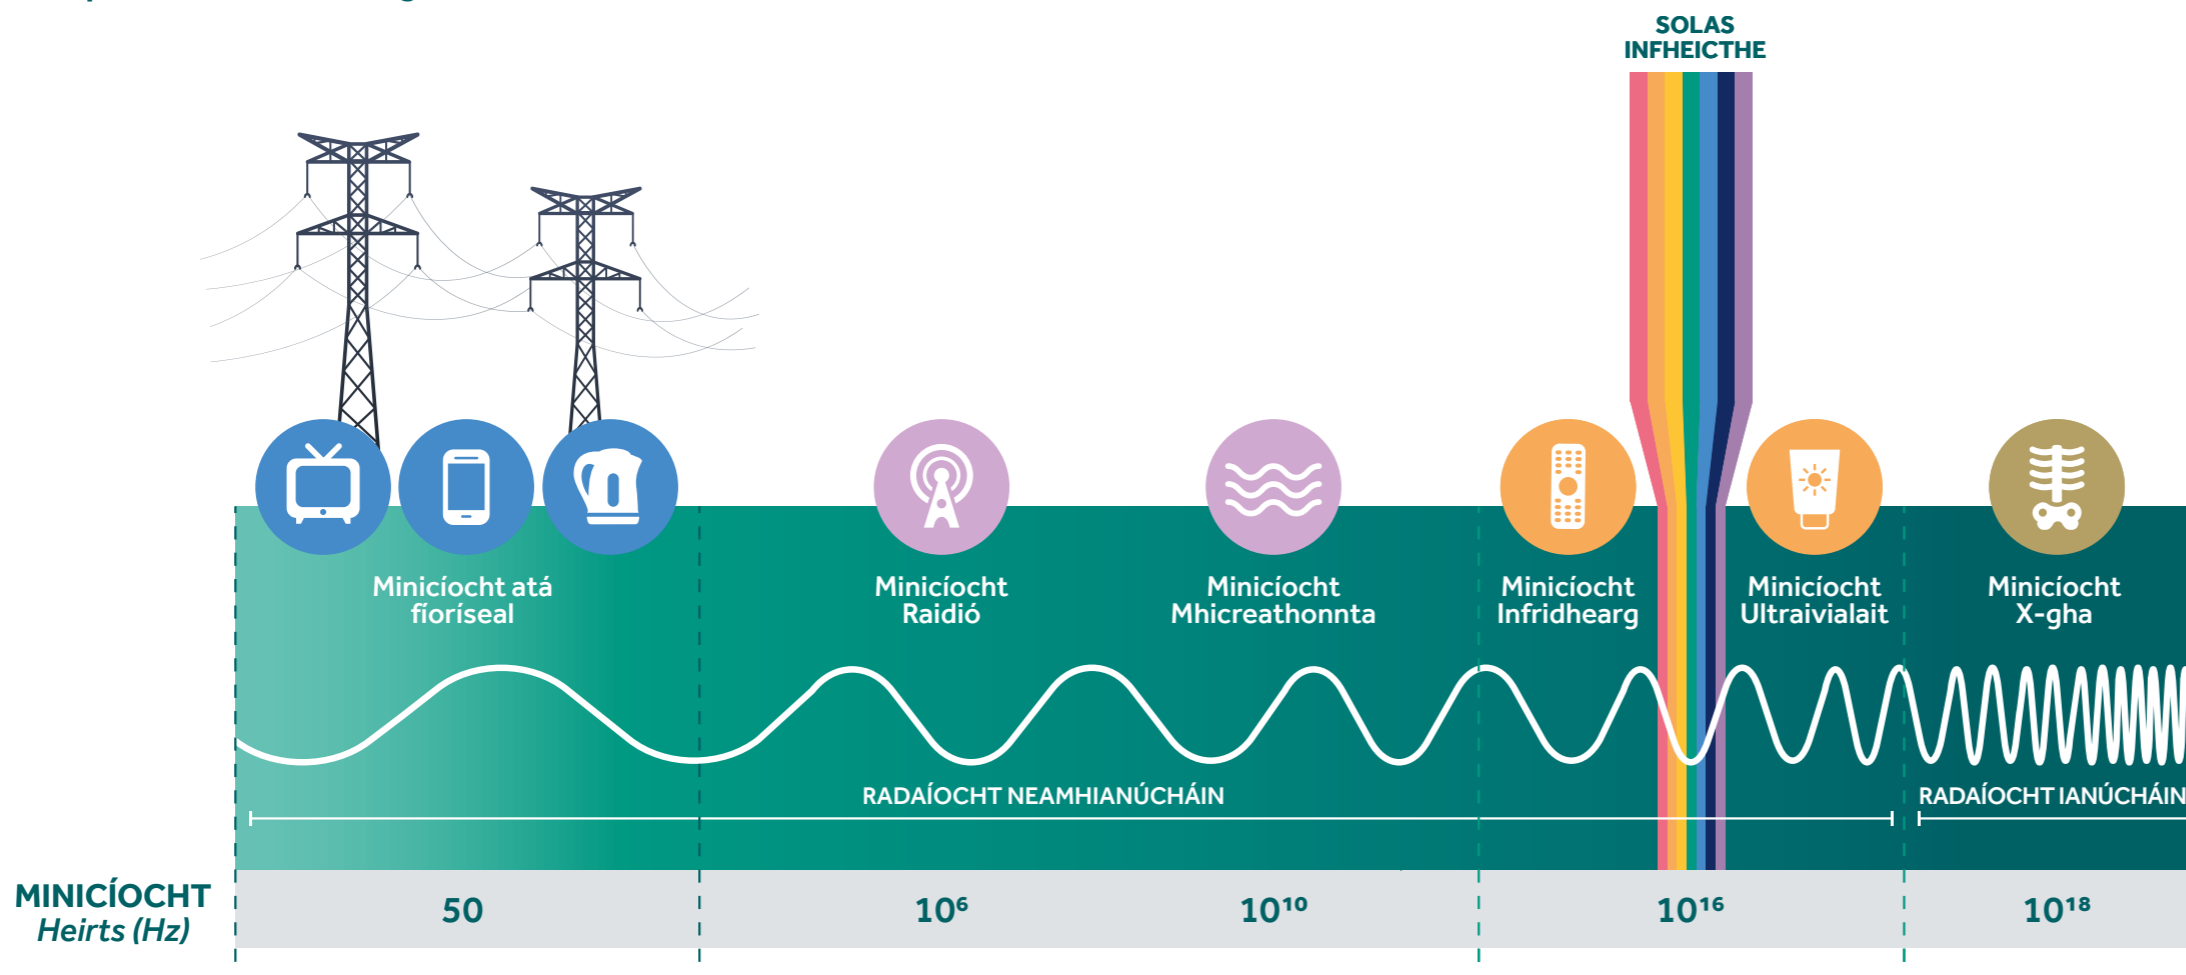 SOLAS
INFHEICTHE
Minicíocht atá
fíoríseal
Minicíocht
Raidió
Minicíocht
Mhicreathonnta
Minicíocht
Infridhearg
Minicíocht
Ultraivialait
Minicíocht
X-gha
RADAÍOCHT NEAMHIANÚCHÁIN
RADAÍOCHT IANÚCHÁIN
MINICÍOCHT
Heirts (Hz)
50
10⁶
10¹⁰
10¹⁶
10¹⁸